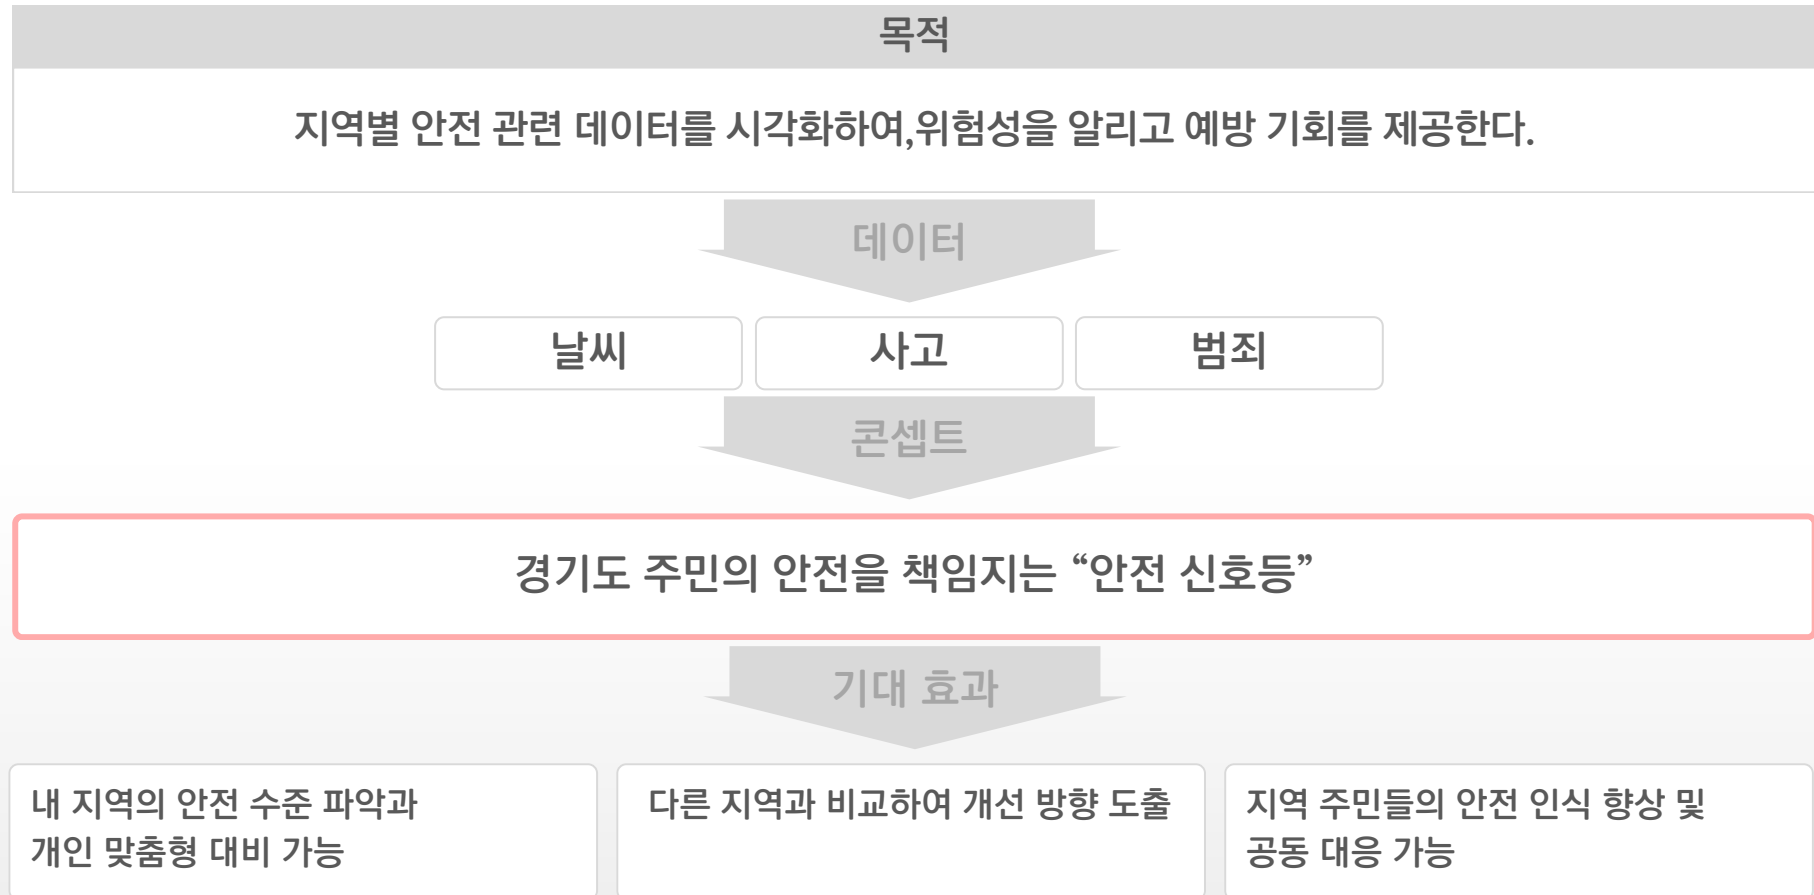 목적
지역별 안전 관련 데이터를 시각화하여,위험성을 알리고 예방 기회를 제공한다.
데이터
날씨
사고
범죄
콘셉트
경기도 주민의 안전을 책임지는 “안전 신호등”
기대 효과
내 지역의 안전 수준 파악과
개인 맞춤형 대비 가능
다른 지역과 비교하여 개선 방향 도출
지역 주민들의 안전 인식 향상 및
공동 대응 가능